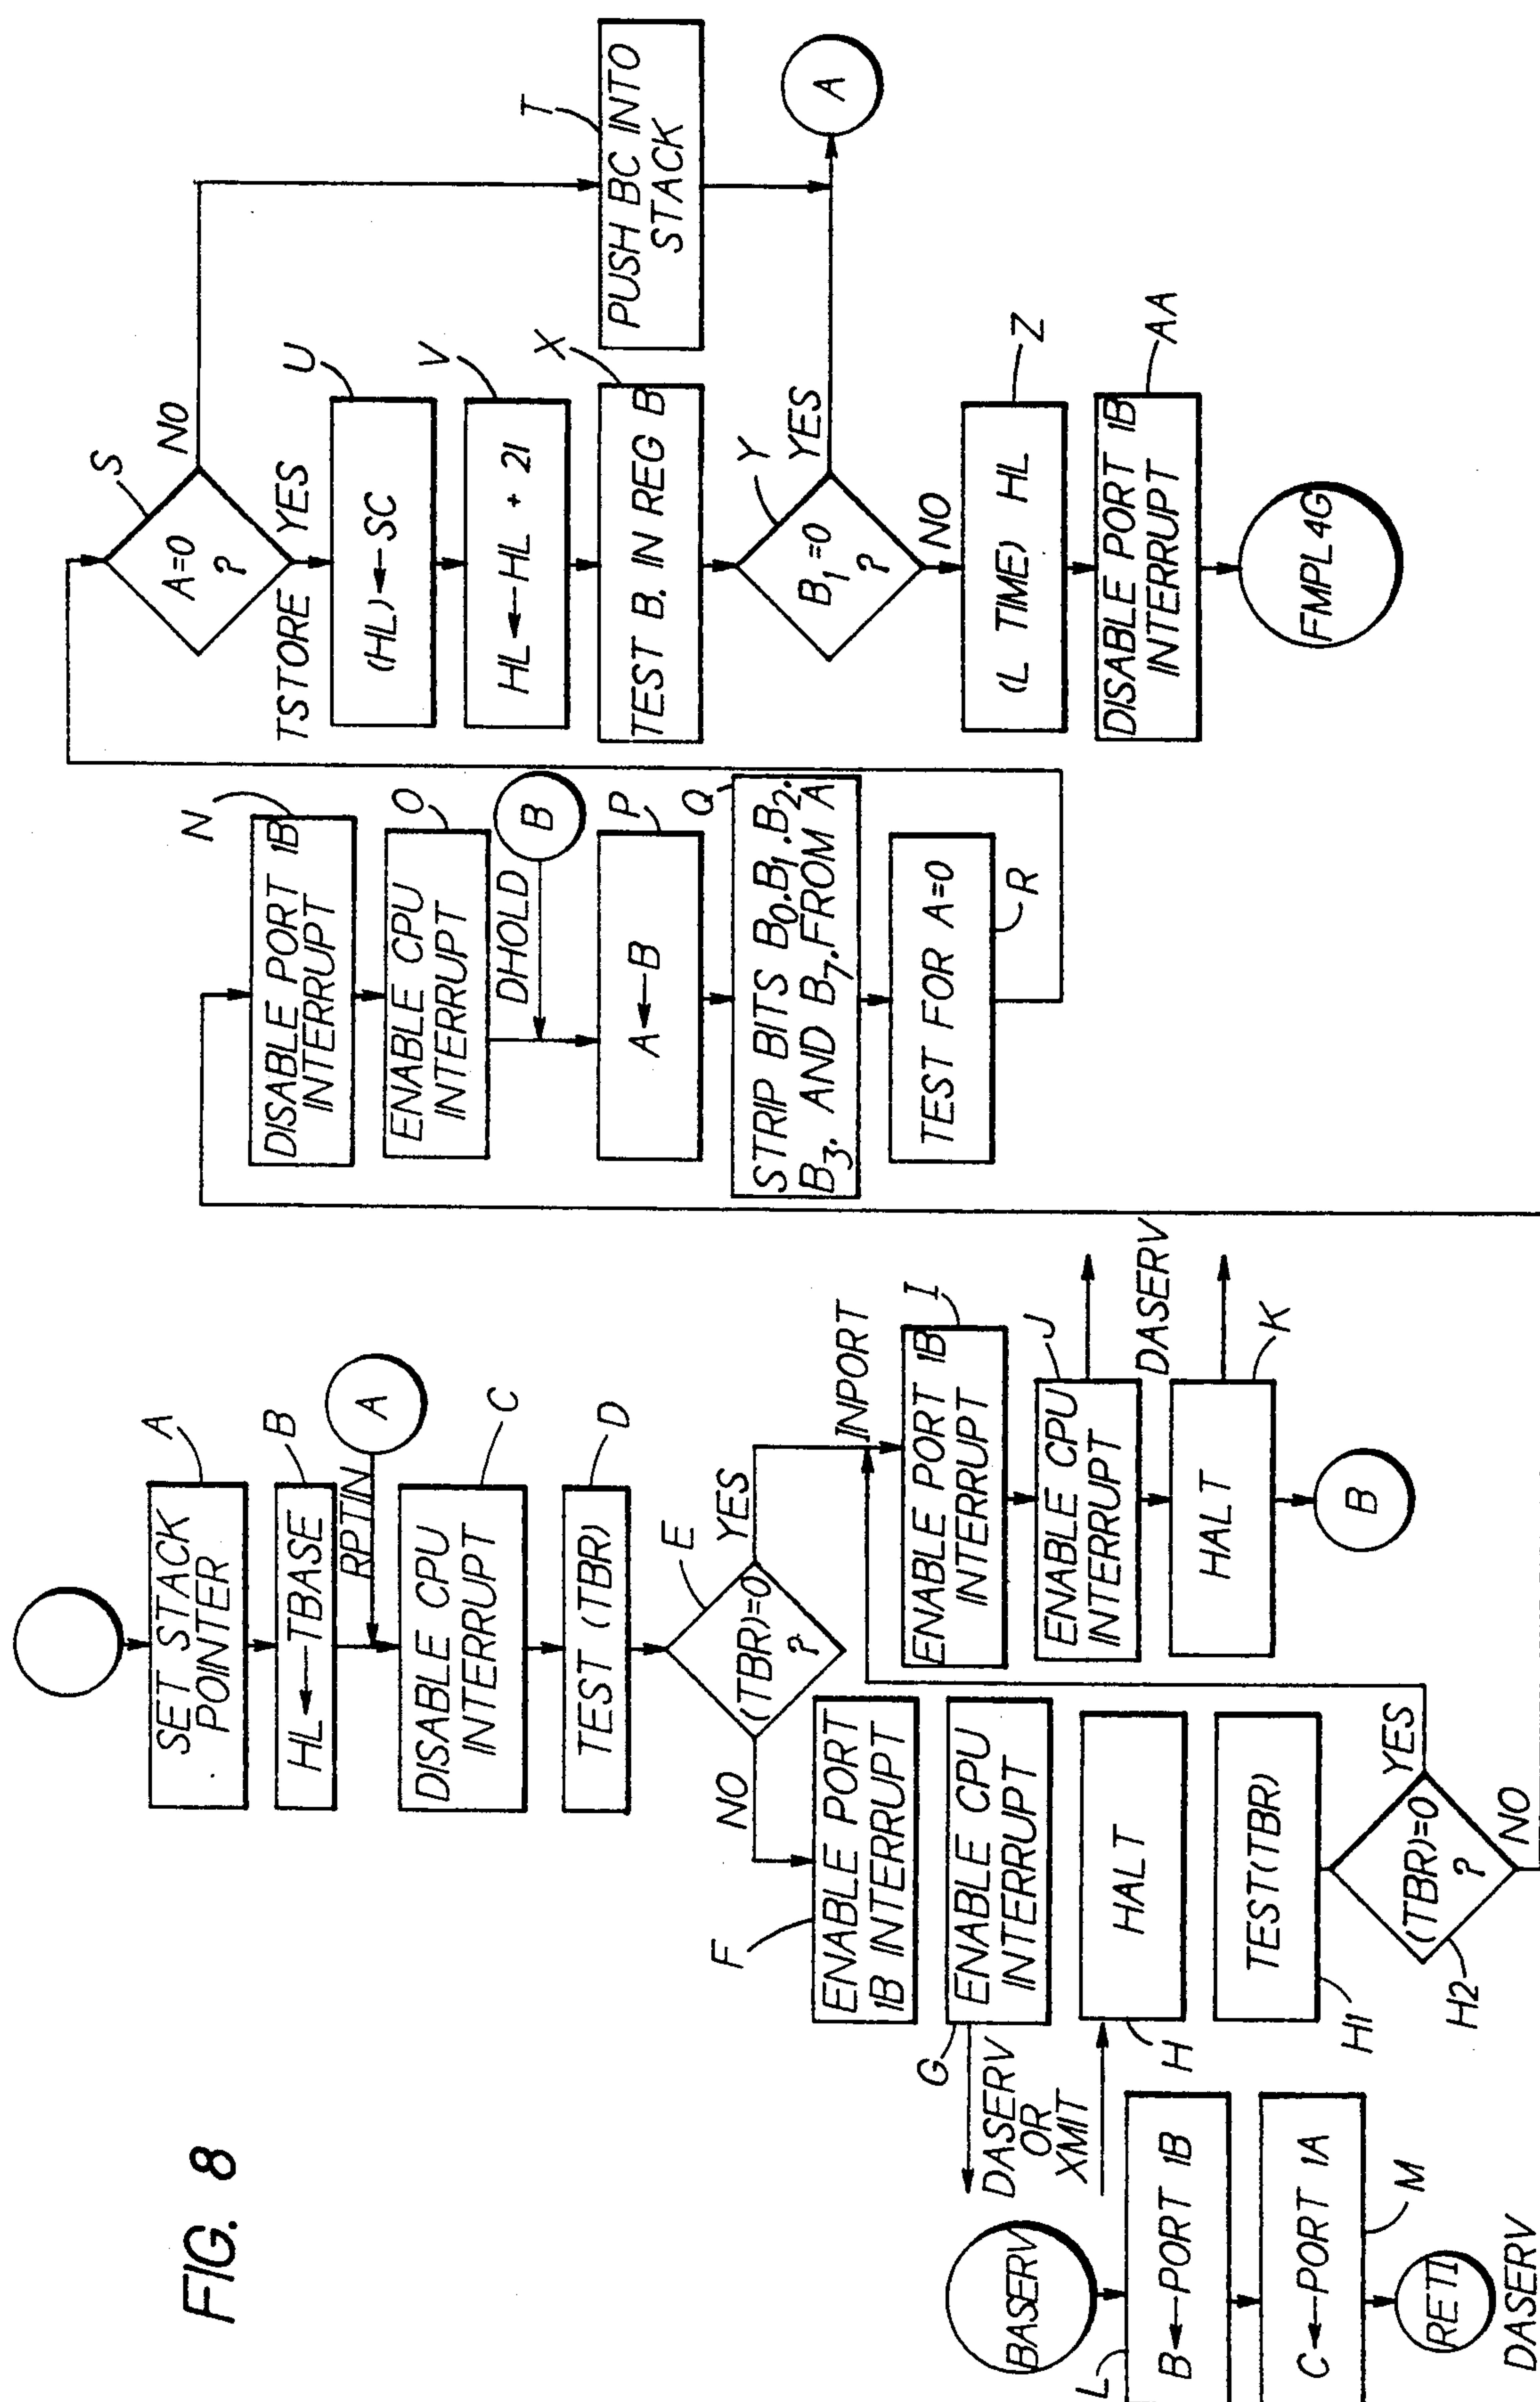 FIG. 8
SET STACK
POINTER
A
HL←TBASE
B
RPTIN
A
DISABLE CPU
INTERRUPT
C
TEST (TBR)
D
(TBR)=0
?
E
NO
YES
ENABLE PORT
1B INTERRUPT
F
ENABLE CPU
INTERRUPT
G
DASERV
OR
XMIT
HALT
H
TEST(TBR)
H1
(TBR)=0
?
H2
YES
NO
INPORT
ENABLE PORT 1B
INTERRUPT
I
ENABLE CPU
INTERRUPT
J
DASERV
HALT
K
B
BASERV
B←PORT 1B
L
C←PORT 1A
M
RETI
DASERV
DISABLE PORT 1B
INTERRUPT
N
ENABLE CPU
INTERRUPT
O
DHOLD
B
A←B
P
STRIP BITS B0.B1.B2.
B3. AND B7.FROM A
Q
TEST FOR A=0
R
A=0
?
S
NO
TSTORE YES
(HL)←SC
U
HL←HL + 2I
V
TEST B. IN REG B
X
PUSH BC INTO
STACK
T
B1=0
?
Y
YES
A
NO
(L TIME) HL
Z
DISABLE PORT 1B
INTERRUPT
AA
FMPL4G